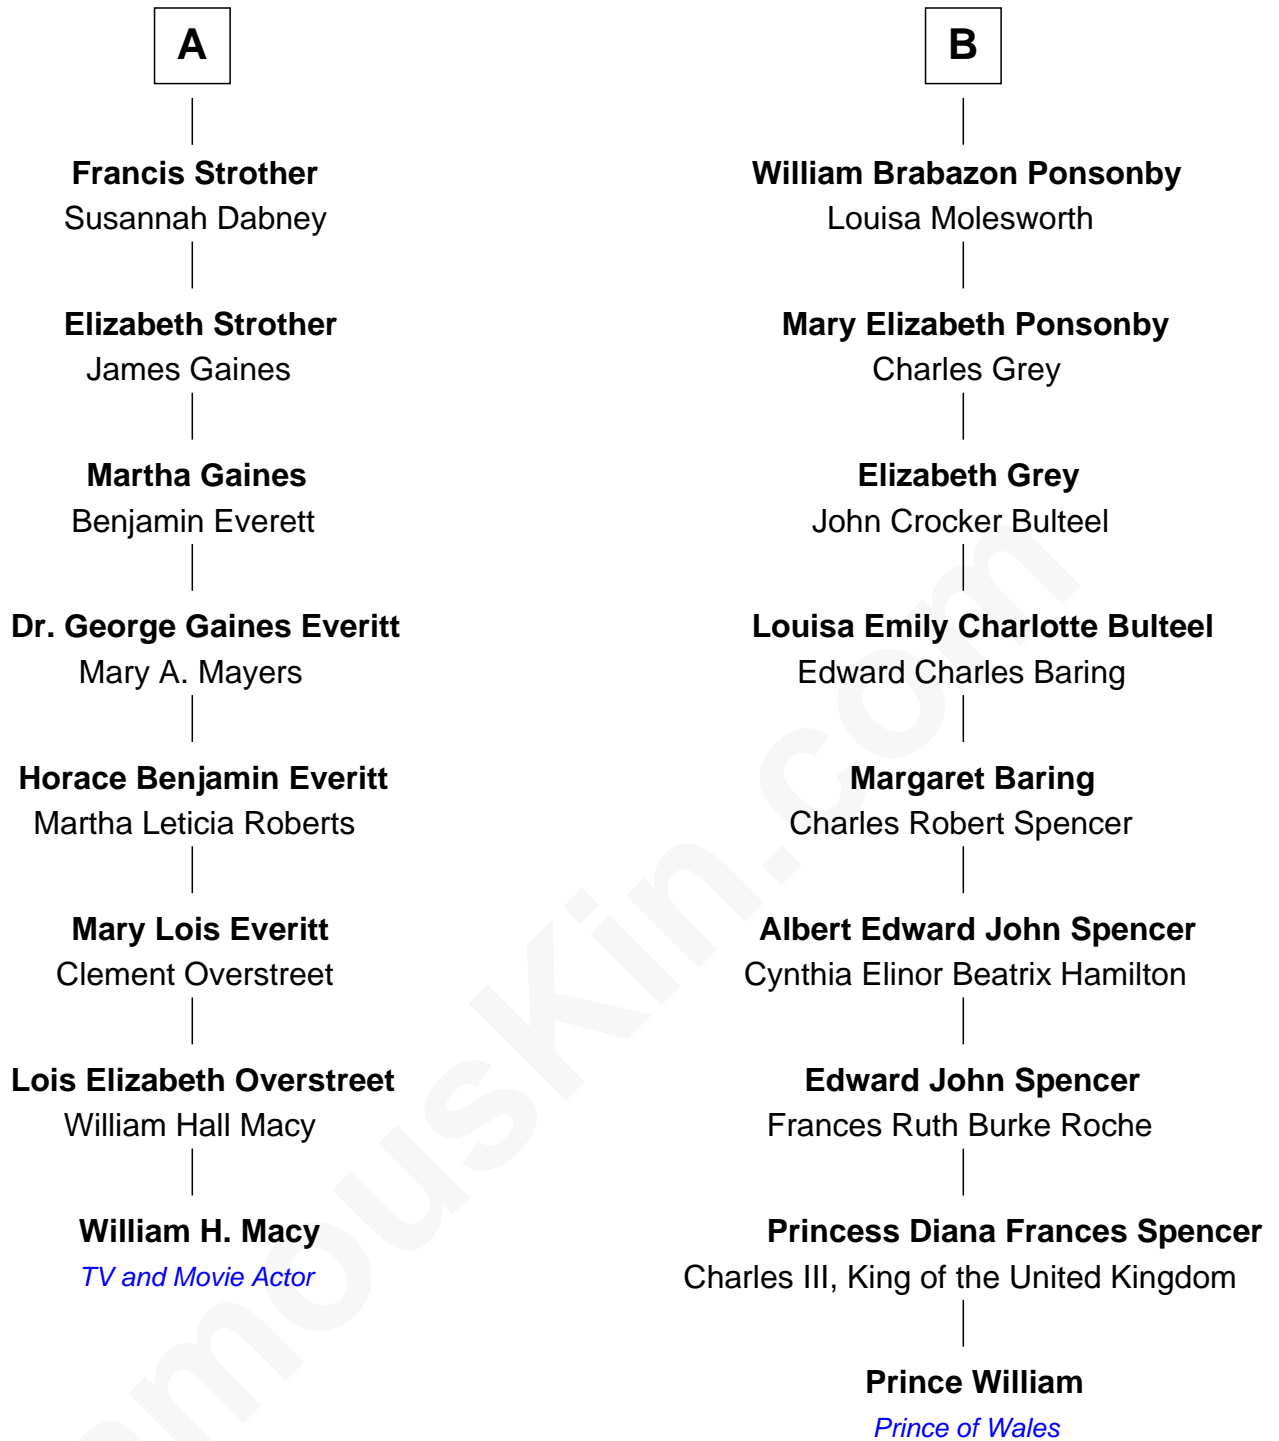 A
Francis Strother
Susannah Dabney
Elizabeth Strother
James Gaines
Martha Gaines
Benjamin Everett
Dr. George Gaines Everitt
Mary A. Mayers
Horace Benjamin Everitt
Martha Leticia Roberts
Mary Lois Everitt
Clement Overstreet
Lois Elizabeth Overstreet
William Hall Macy
William H. Macy
TV and Movie Actor
B
William Brabazon Ponsonby
Louisa Molesworth
Mary Elizabeth Ponsonby
Charles Grey
Elizabeth Grey
John Crocker Bulteel
Louisa Emily Charlotte Bulteel
Edward Charles Baring
Margaret Baring
Charles Robert Spencer
Albert Edward John Spencer
Cynthia Elinor Beatrix Hamilton
Edward John Spencer
Frances Ruth Burke Roche
Princess Diana Frances Spencer
Charles III, King of the United Kingdom
Prince William
Prince of Wales
amousKin.com